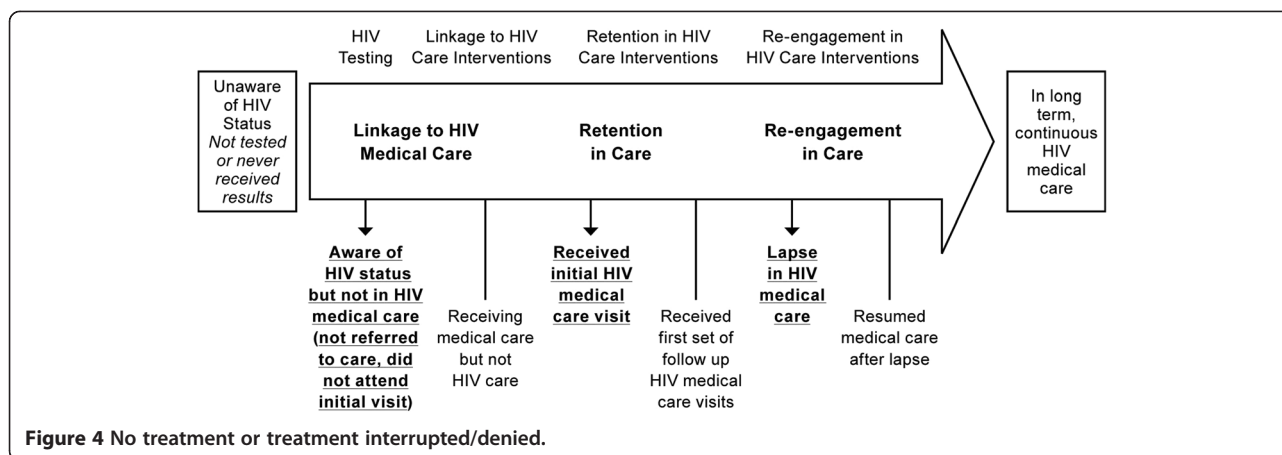 HIV
Testing
Linkage to HIV
Care Interventions
Retention in HIV
Care Interventions
Re-engagement in
HIV Care Interventions
Unaware
of HIV
Status
Not tested
or never
received
results
Linkage to HIV
Medical Care
Retention
in Care
Re-engagement
in Care
In long
term,
continuous
HIV
medical
care
Aware of
HIV status
but not in HIV
medical care
(not referred
to care, did
not attend
initial visit)
Receiving
medical care
but not
HIV care
Received
initial HIV
medical
care visit
Received
first set of
follow up
HIV medical
care visits
Lapse
in HIV
medical
care
Resumed
medical care
after lapse
Figure 4 No treatment or treatment interrupted/denied.